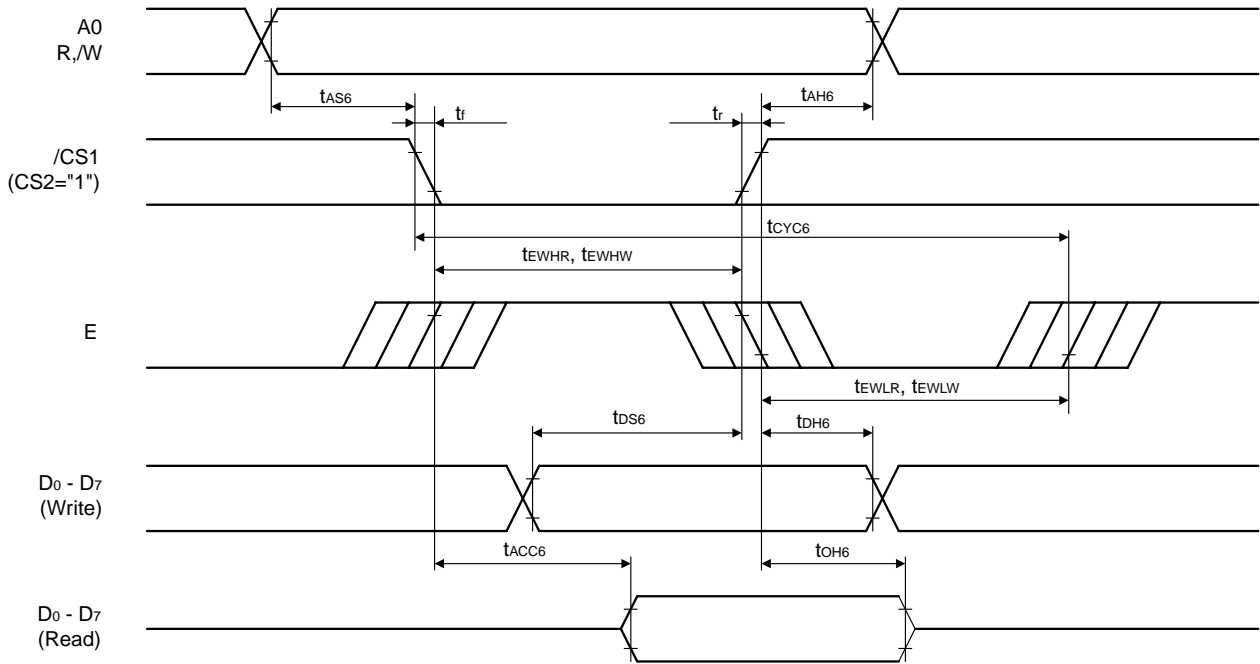 A0
R,/W
tAS6
tAH6
tf
tr
/CS1
(CS2="1")
tCYC6
tEWHR, tEWHW
E
tEWLR, tEWLW
tDS6
tDH6
D0 - D7
(Write)
tACC6
tOH6
D0 - D7
(Read)